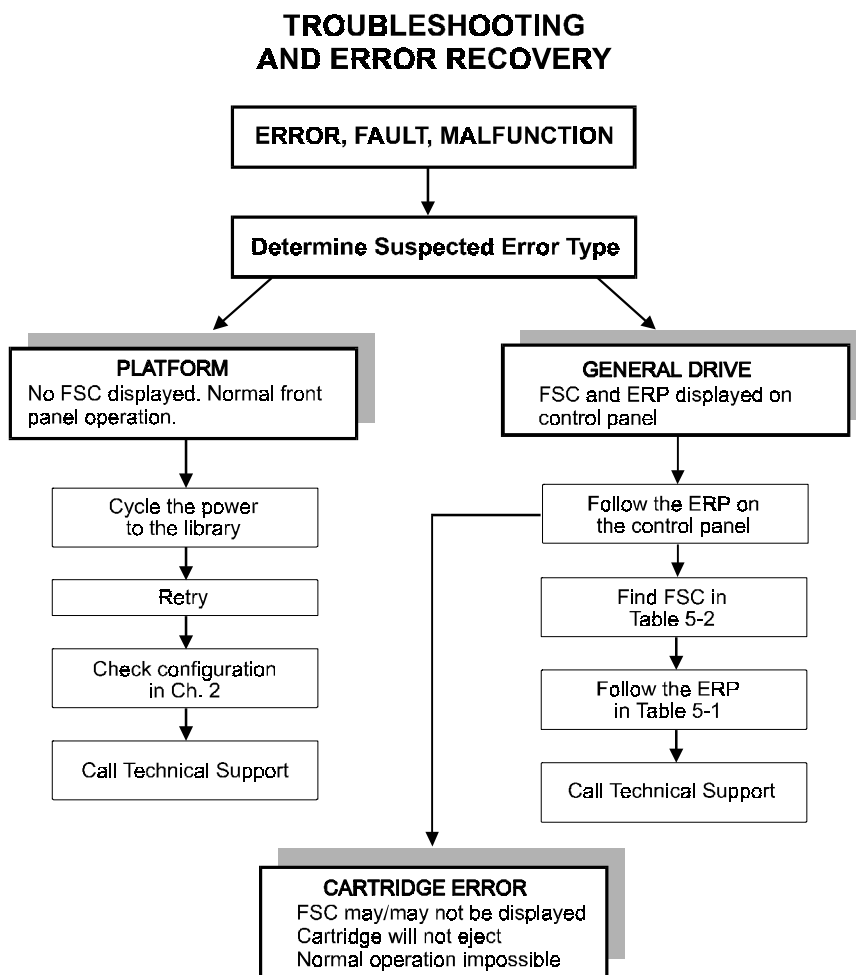 TROUBLESHOOTING
AND ERROR RECOVERY
ERROR, FAULT, MALFUNCTION
Determine Suspected Error Type
PLATFORM
No FSC displayed. Normal front
panel operation.
GENERAL DRIVE
FSC and ERP displayed on
control panel
Cycle the power
to the library
Retry
Check configuration
in Ch. 2
Call Technical Support
Follow the ERP on
the control panel
Find FSC in
Table 5-2
Follow the ERP
in Table 5-1
Call Technical Support
CARTRIDGE ERROR
FSC may/may not be displayed
Cartridge will not eject
Normal operation impossible